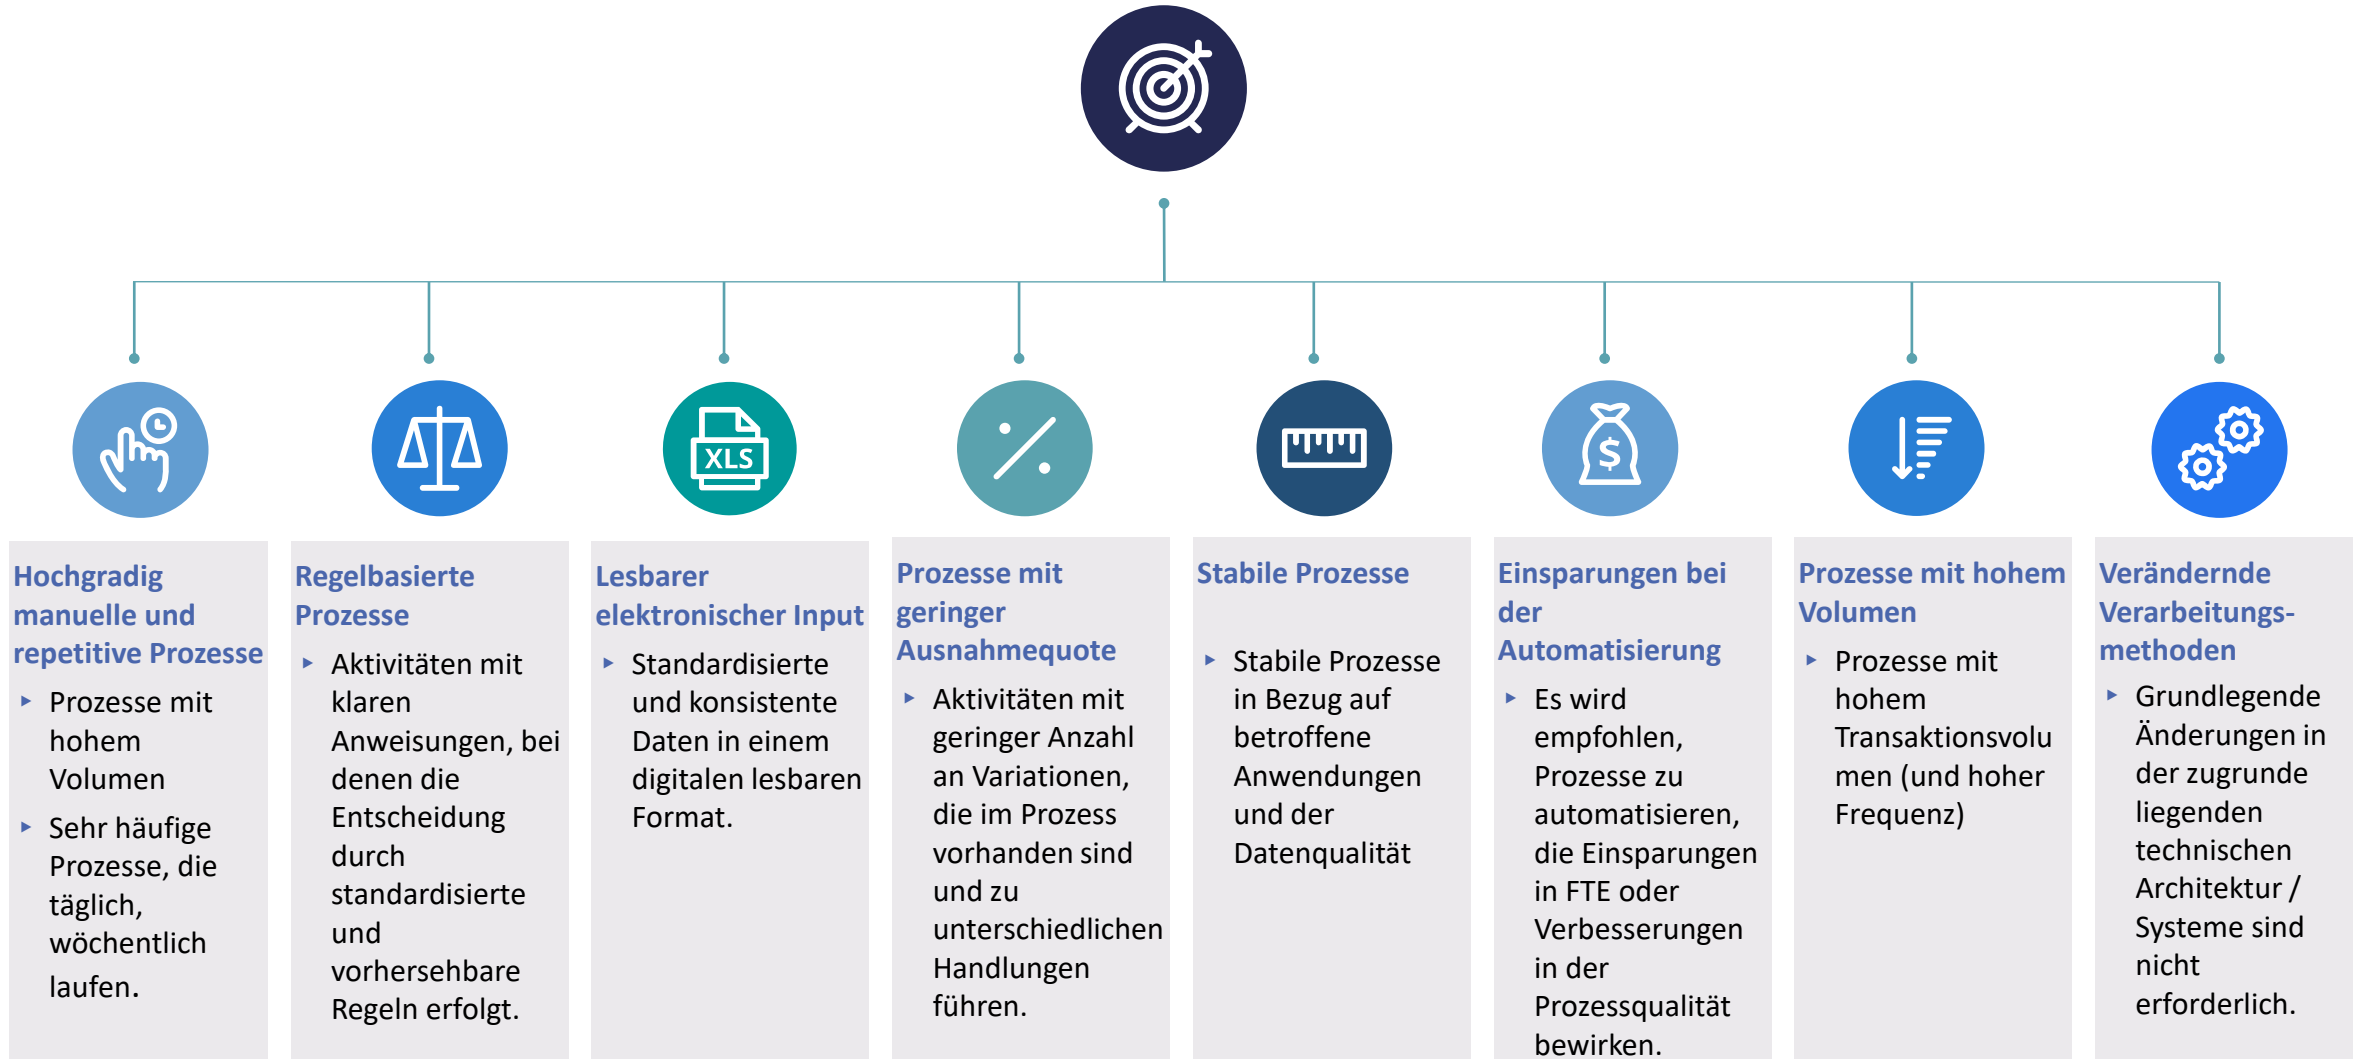 XLS
$
Hochgradig
manuelle und
repetitive Prozesse
▸ Prozesse mit
hohem
Volumen
▸ Sehr häufige
Prozesse, die
täglich,
wöchentlich
laufen.
Regelbasierte
Prozesse
▸ Aktivitäten mit
klaren
Anweisungen, bei
denen die
Entscheidung
durch
standardisierte
und
vorhersehbare
Regeln erfolgt.
Lesbarer
elektronischer Input
▸ Standardisierte
und konsistente
Daten in einem
digitalen lesbaren
Format.
Prozesse mit
geringer
Ausnahmequote
▸ Aktivitäten mit
geringer Anzahl
an Variationen,
die im Prozess
vorhanden sind
und zu
unterschiedlichen
Handlungen
führen.
Stabile Prozesse
▸ Stabile Prozesse
in Bezug auf
betroffene
Anwendungen
und der
Datenqualität
Einsparungen bei
der
Automatisierung
▸ Es wird
empfohlen,
Prozesse zu
automatisieren,
die Einsparungen
in FTE oder
Verbesserungen
in der
Prozessqualität
bewirken.
Prozesse mit hohem
Volumen
▸ Prozesse mit
hohem
Transaktionsvolu
men (und hoher
Frequenz)
Verändernde
Verarbeitungs-
methoden
▸ Grundlegende
Änderungen in
der zugrunde
liegenden
technischen
Architektur /
Systeme sind
nicht
erforderlich.